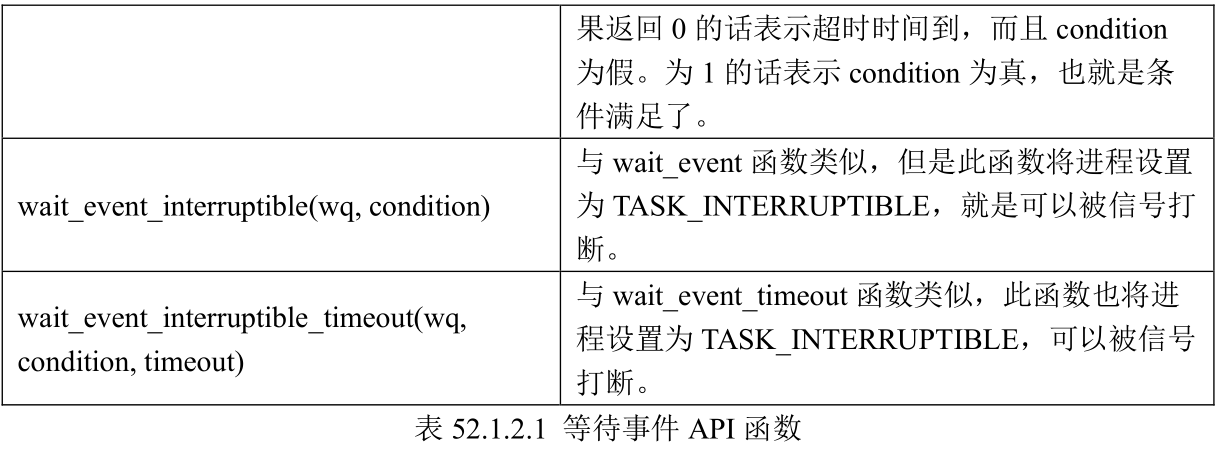 果返回 0 的话表示超时时间到，而且 condition
为假。为 1 的话表示 condition 为真，也就是条
件满足了。
wait_event_interruptible(wq, condition)
与 wait_event 函数类似，但是此函数将进程设置
为 TASK_INTERRUPTIBLE，就是可以被信号打
断。
wait_event_interruptible_timeout(wq,
condition, timeout)
与 wait_event_timeout 函数类似，此函数也将进
程设置为 TASK_INTERRUPTIBLE，可以被信号
打断。
表 52.1.2.1 等待事件 API 函数